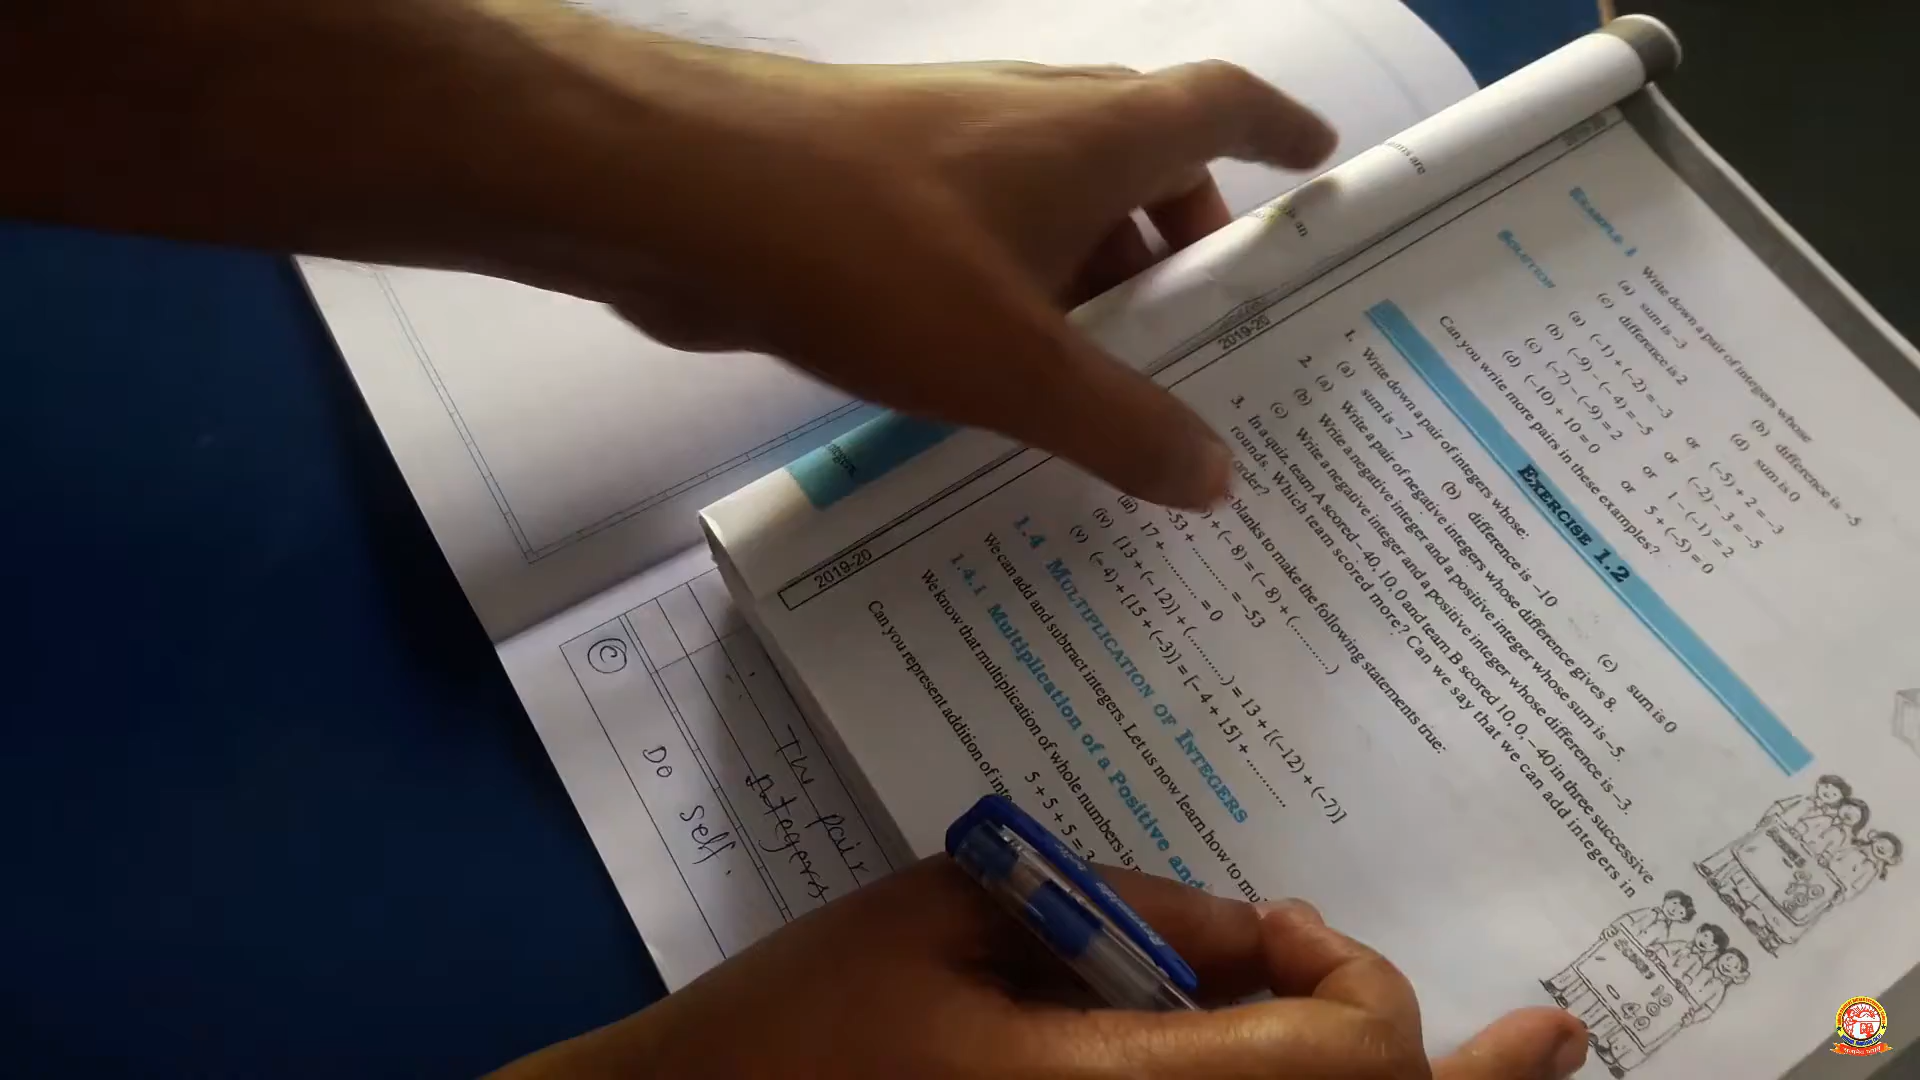 EXAMPLE 1 Write down a pair of integers whose
(a) sum is –3 (b) difference is –5
(c) difference is 2 (d) sum is 0
SOLUTION
(a) (–1) + (–2) = –3 or (–5) + 2 = –3
(b) (–9) – (–4) = –5 or (–2) – 3 = –5
(c) (–7) – (–9) = 2 or 1 – (–1) = 2
(d) (–10) + 10 = 0 or 5 + (–5) = 0
Can you write more pairs in these examples?
EXERCISE 1.2
1. Write down a pair of integers whose:
(a) sum is –7 (b) difference is –10 (c) sum is 0
2. (a) Write a pair of negative integers whose difference gives 8.
(b) Write a negative integer and a positive integer whose sum is –5.
(c) Write a negative integer and a positive integer whose difference is –3.
3. In a quiz, team A scored –40, 10, 0 and team B scored 10, 0, –40 in three successive
rounds. Which team scored more? Can we say that we can add integers in
order?
blanks to make the following statements true:
+ (–8) = (–8) + (............)
–53 + ............ = –53
(iii) 17 + ............ = 0
(iv) [13 + (–12)] + (............) = 13 + [(–12) + (–7)]
(v) (–4) + [15 + (–3)] = [–4 + 15] + ............
1.4 MULTIPLICATION OF INTEGERS
We can add and subtract integers. Let us now learn how to
1.4.1 Multiplication of a Positive and
We know that multiplication of whole numbers is
5 + 5 + 5 = 3
Can you represent addition of
2019-20
2019-20
are
is an
©
Do self.
pair
Integers
10
–40